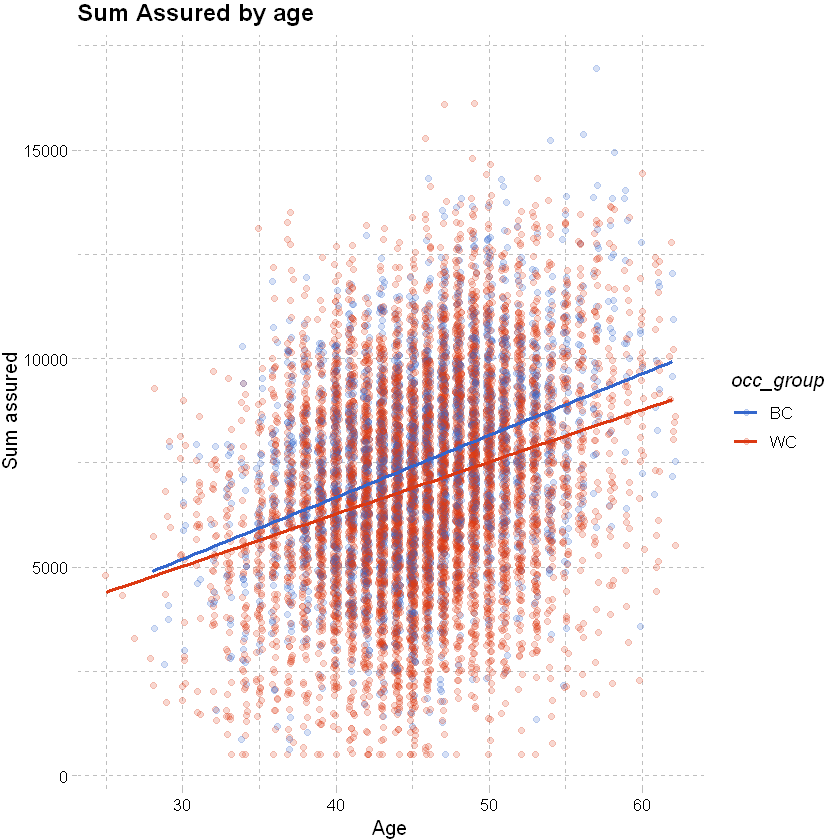 Sum Assured by age
Sum assured
15000
10000
5000
0
30 40 50 60
Age
occ_group
BC
WC